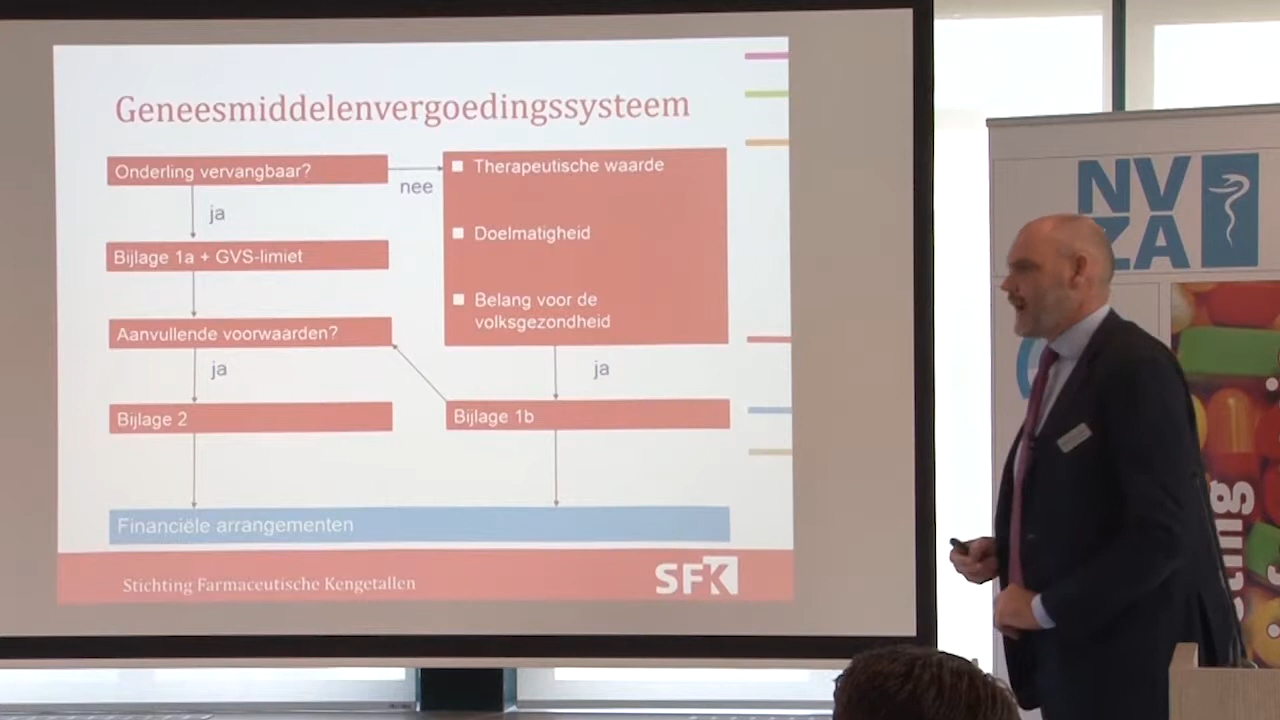 Geneesmiddelenvergoedingssysteem
Onderling vervangbaar?
nee
Therapeutische waarde
Doelmatigheid
Belang voor de
volksgezondheid
ja
Bijlage 1a + GVS-limiet
Aanvullende voorwaarden?
ja
ja
Bijlage 2
Bijlage 1b
Financiële arrangementen
Stichting Farmaceutische Kengetallen
SFK
NV
ZA